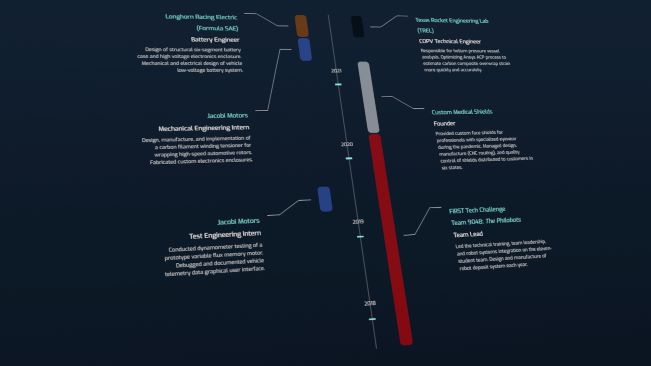 Longhorn Racing Electric
(Formula SAE)
Battery Engineer
Design of structural six-segment battery
case and high voltage electronics enclosure.
Mechanical and electrical design of vehicle
low-voltage battery system.
Texas Rocket Engineering Lab
(TREL)
COPV Technical Engineer
Responsible for helium pressure vessel
analysis. Optimizing Ansys ACP process to
estimate carbon composite overwrap strain
more quickly and accurately.
2021
Jacobi Motors
Mechanical Engineering Intern
Design, manufacture, and implementation of
a carbon filament winding tensioner for
wrapping high-speed automotive rotors.
Fabricated custom electronics enclosures.
Custom Medical Shields
Founder
Provided custom face shields for
professionals with specialized eyewear
during the pandemic. Managed design,
manufacture (CNC routing), and quality
control of shields distributed to customers in
six states.
2020
Jacobi Motors
Test Engineering Intern
Conducted dynamometer testing of a
prototype variable flux memory motor.
Debugged and documented vehicle
telemetry data graphical user interface.
2019
FIRST Tech Challenge
Team 9048: The Philobots
Team Lead
Led the technical training, team leadership,
and robot systems integration on the eleven-
student team. Design and manufacture of
robot deposit system each year.
2018